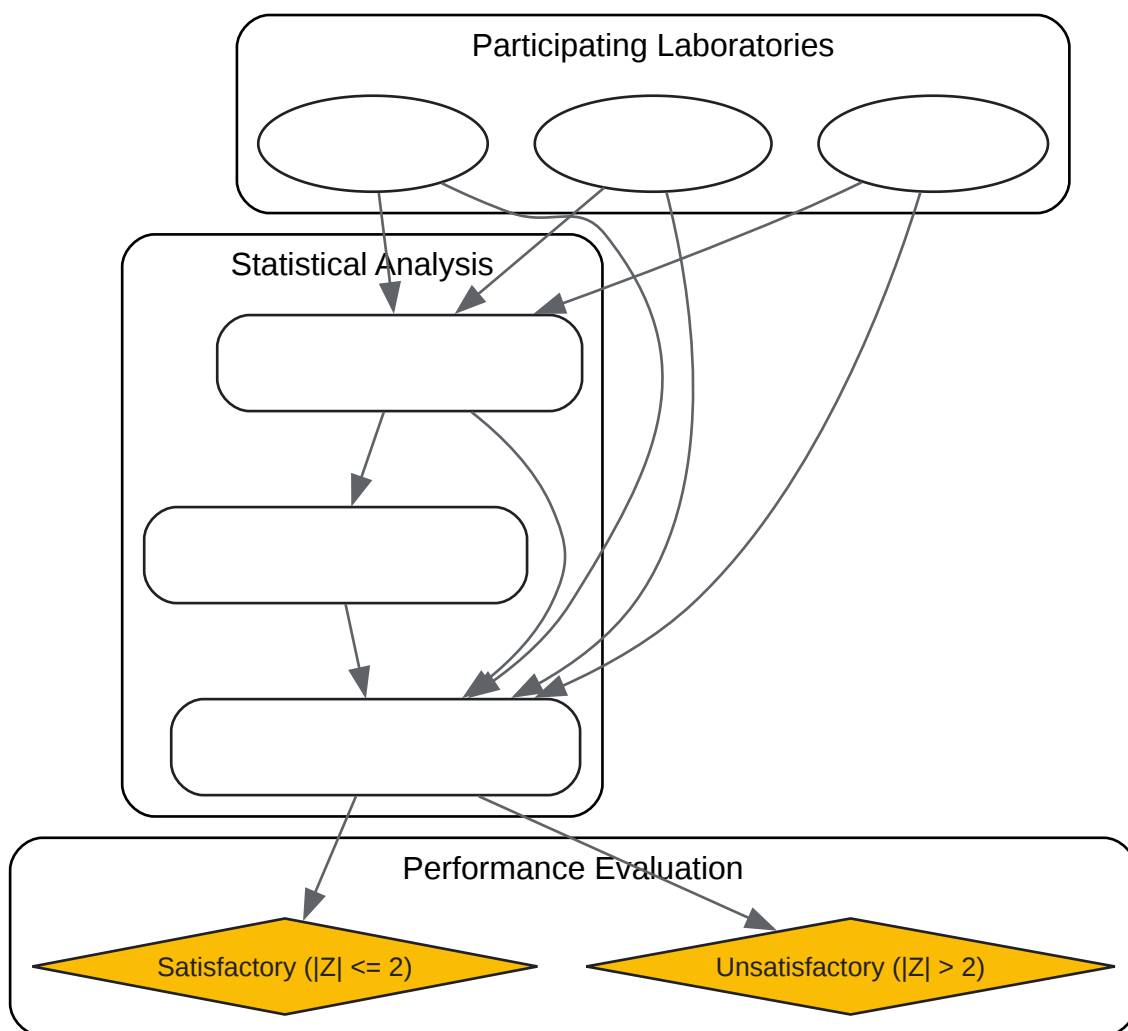 Participating Laboratories
Statistical Analysis
Performance Evaluation
Satisfactory (|Z| <= 2)
Unsatisfactory (|Z| > 2)